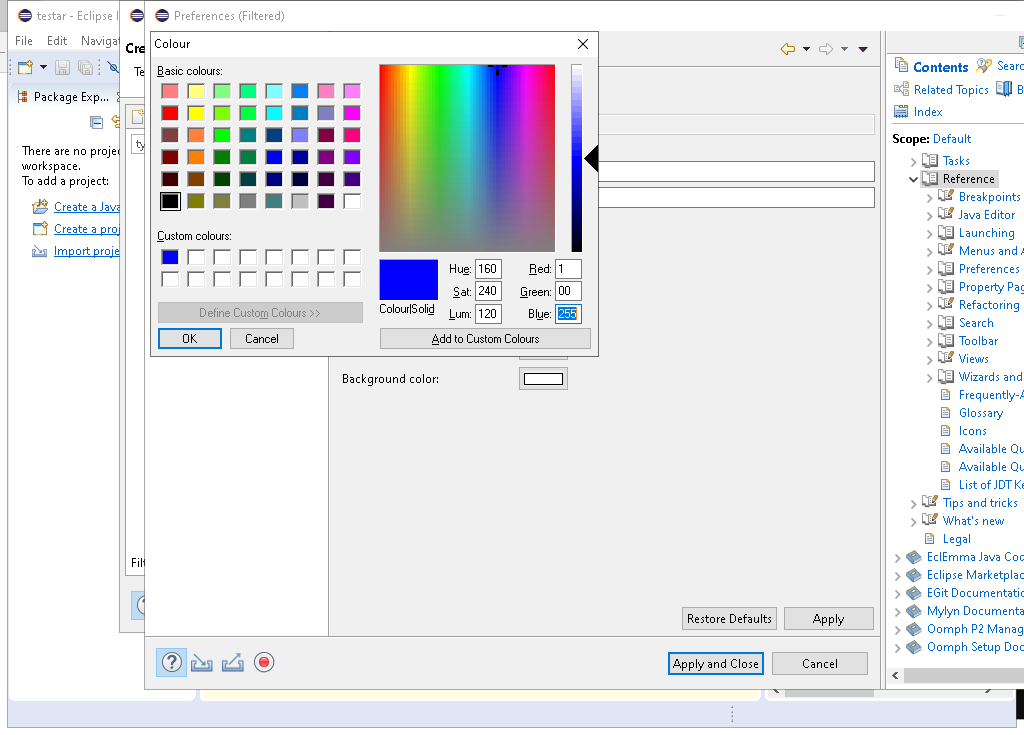 testar - Eclipse I
Preferences (Filtered)
File Edit Naviga
Package Exp...
There are no proje
workspace.
To add a project:
Create a Java
Create a proj
Import proje
Cre
Te
ty
Filt
Colour
Basic colours:
Custom colours:
Define Custom Colours >>
OK
Cancel
Colour|Solid
Hue: 160
Sat: 240
Lum: 120
Red: 1
Green: 00
Blue: 255
Add to Custom Colours
Background color:
Restore Defaults
Apply
Apply and Close
Cancel
Contents
Searc
Related Topics
B
Index
Scope: Default
Tasks
Reference
Breakpoints
Java Editor
Launching
Menus and A
Preferences
Property Pag
Refactoring
Search
Toolbar
Views
Wizards and
Frequently-A
Glossary
Icons
Available Qu
Available Qu
List of JDT Ke
Tips and tricks
What's new
Legal
EclEmma Java Cod
Eclipse Marketplac
EGit Documentatic
Mylyn Documenta
Oomph P2 Manag
Oomph Setup Doc